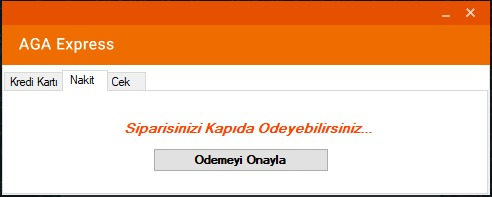 AGA Express
Kredi Kartı Nakit Cek
Siparisinizi Kapıda Odeyebilirsiniz...
Odemeyi Onayla